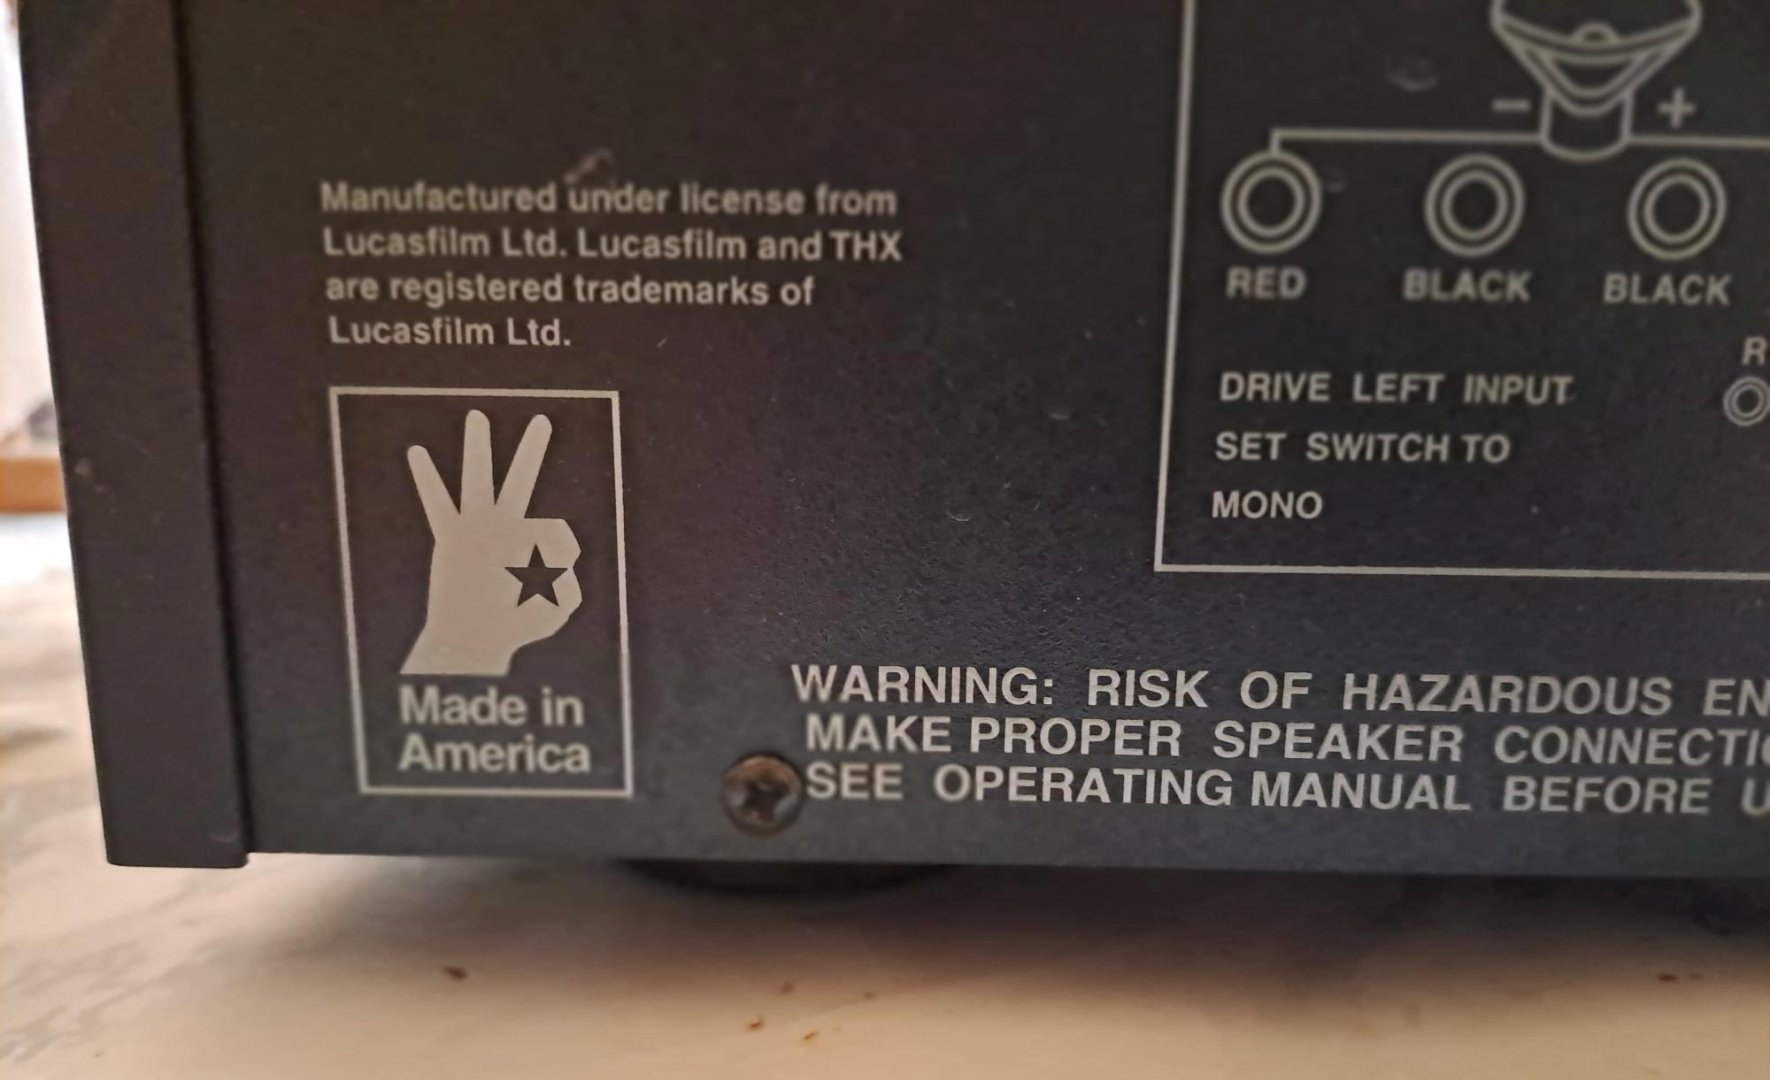 Manufactured under license from
Lucasfilm Ltd. Lucasfilm and THX
are registered trademarks of
Lucasfilm Ltd.
Made in
America
- +
RED BLACK BLACK
R
DRIVE LEFT INPUT
SET SWITCH TO
MONO
WARNING: RISK OF HAZARDOUS EN
MAKE PROPER SPEAKER CONNECTI
SEE OPERATING MANUAL BEFORE U